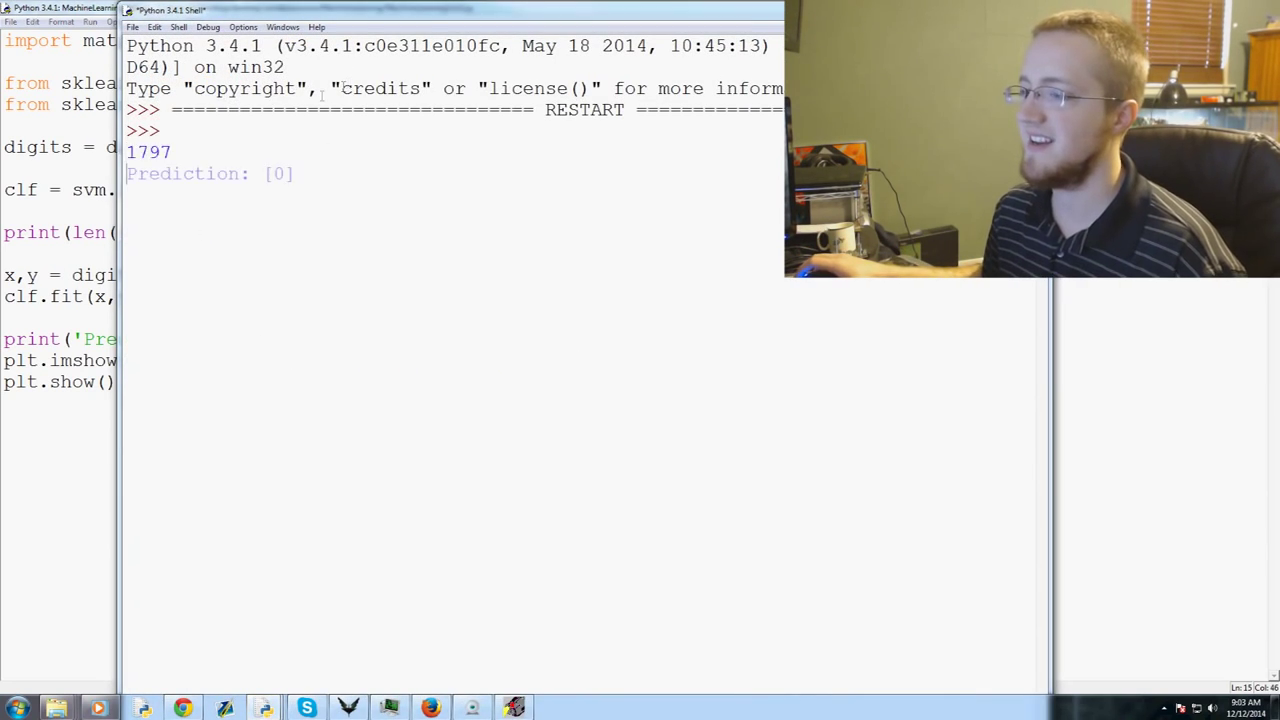 Python 3.4.1: MachineLearni
File Edit Format Run O
import mat
from sklea
from sklea
digits = d
clf = svm.
print(len(
x,y = digi
clf.fit(x,
print('Pre
plt.imshow
plt.show()
*Python 3.4.1 Shell*
File Edit Shell Debug Options Windows Help
Python 3.4.1 (v3.4.1:c0e311e010fc, May 18 2014, 10:45:13)
D64)] on win32
Type "copyright", "credits" or "license()" for more inform
>>> ================================ RESTART =============
>>>
1797
Prediction: [0]
Ln: 15 Col: 46
9:03 AM
12/12/2014